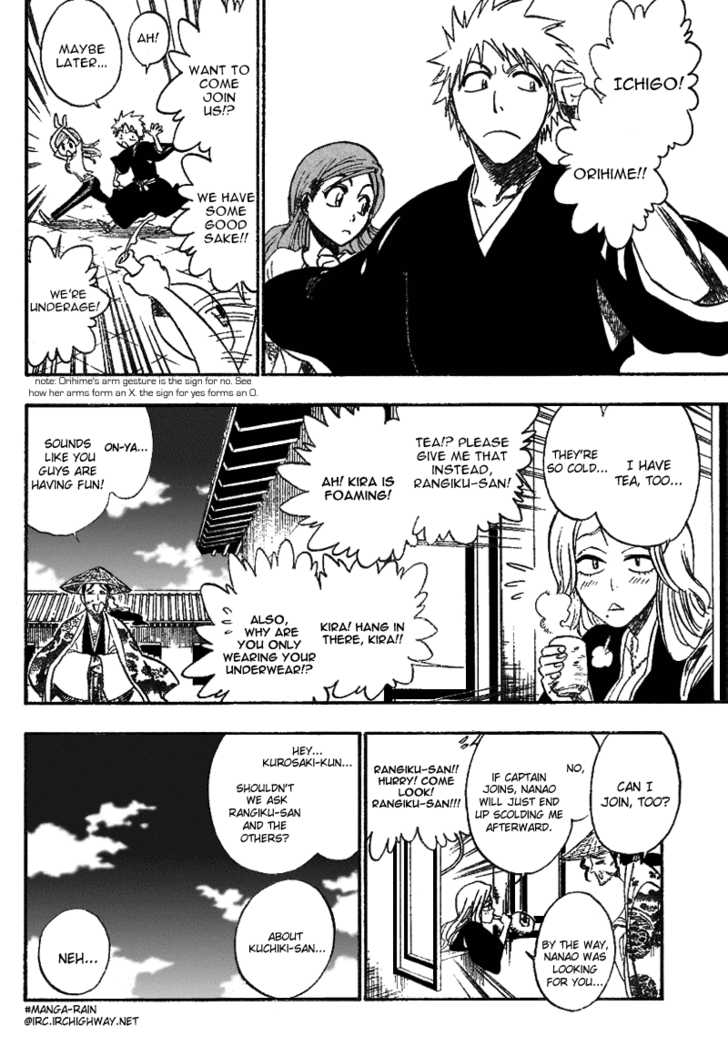 ICHIGO!
ORIHIME!!
WANT TO
COME
JOIN
US!?
WE HAVE
SOME
GOOD
SAKE!!
AH!
MAYBE
LATER...
WE'RE
UNDERAGE!
note: Orihime's arm gesture is the sign for no. See
how her arms form an X. the sign for yes forms an O.
I HAVE
TEA, TOO...
THEY'RE
SO COLD...
TEA!? PLEASE
GIVE ME THAT
INSTEAD,
RANGIKU-SAN!
AH! KIRA IS
FOAMING!
KIRA! HANG IN
THERE, KIRA!!
ALSO,
WHY ARE
YOU ONLY
WEARING YOUR
UNDERWEAR!?
ON-YA...
SOUNDS
LIKE YOU
GUYS ARE
HAVING FUN!
CAN I
JOIN, TOO?
NO,
IF CAPTAIN
JOINS, NANAO
WILL JUST END
UP SCOLDING ME
AFTERWARD.
BY THE WAY,
NANAO WAS
LOOKING
FOR YOU...
RANGIKU-SAN!!
HURRY! COME
LOOK!
RANGIKU-SAN!!!
HEY...
KUROSAKI-KUN...
SHOULDN'T
WE ASK
RANGIKU-SAN
AND THE
OTHERS?
ABOUT
KUCHIKI-SAN...
NEH...
#MANGA-RAIN
@IRC.IRCHIGHWAY.NET